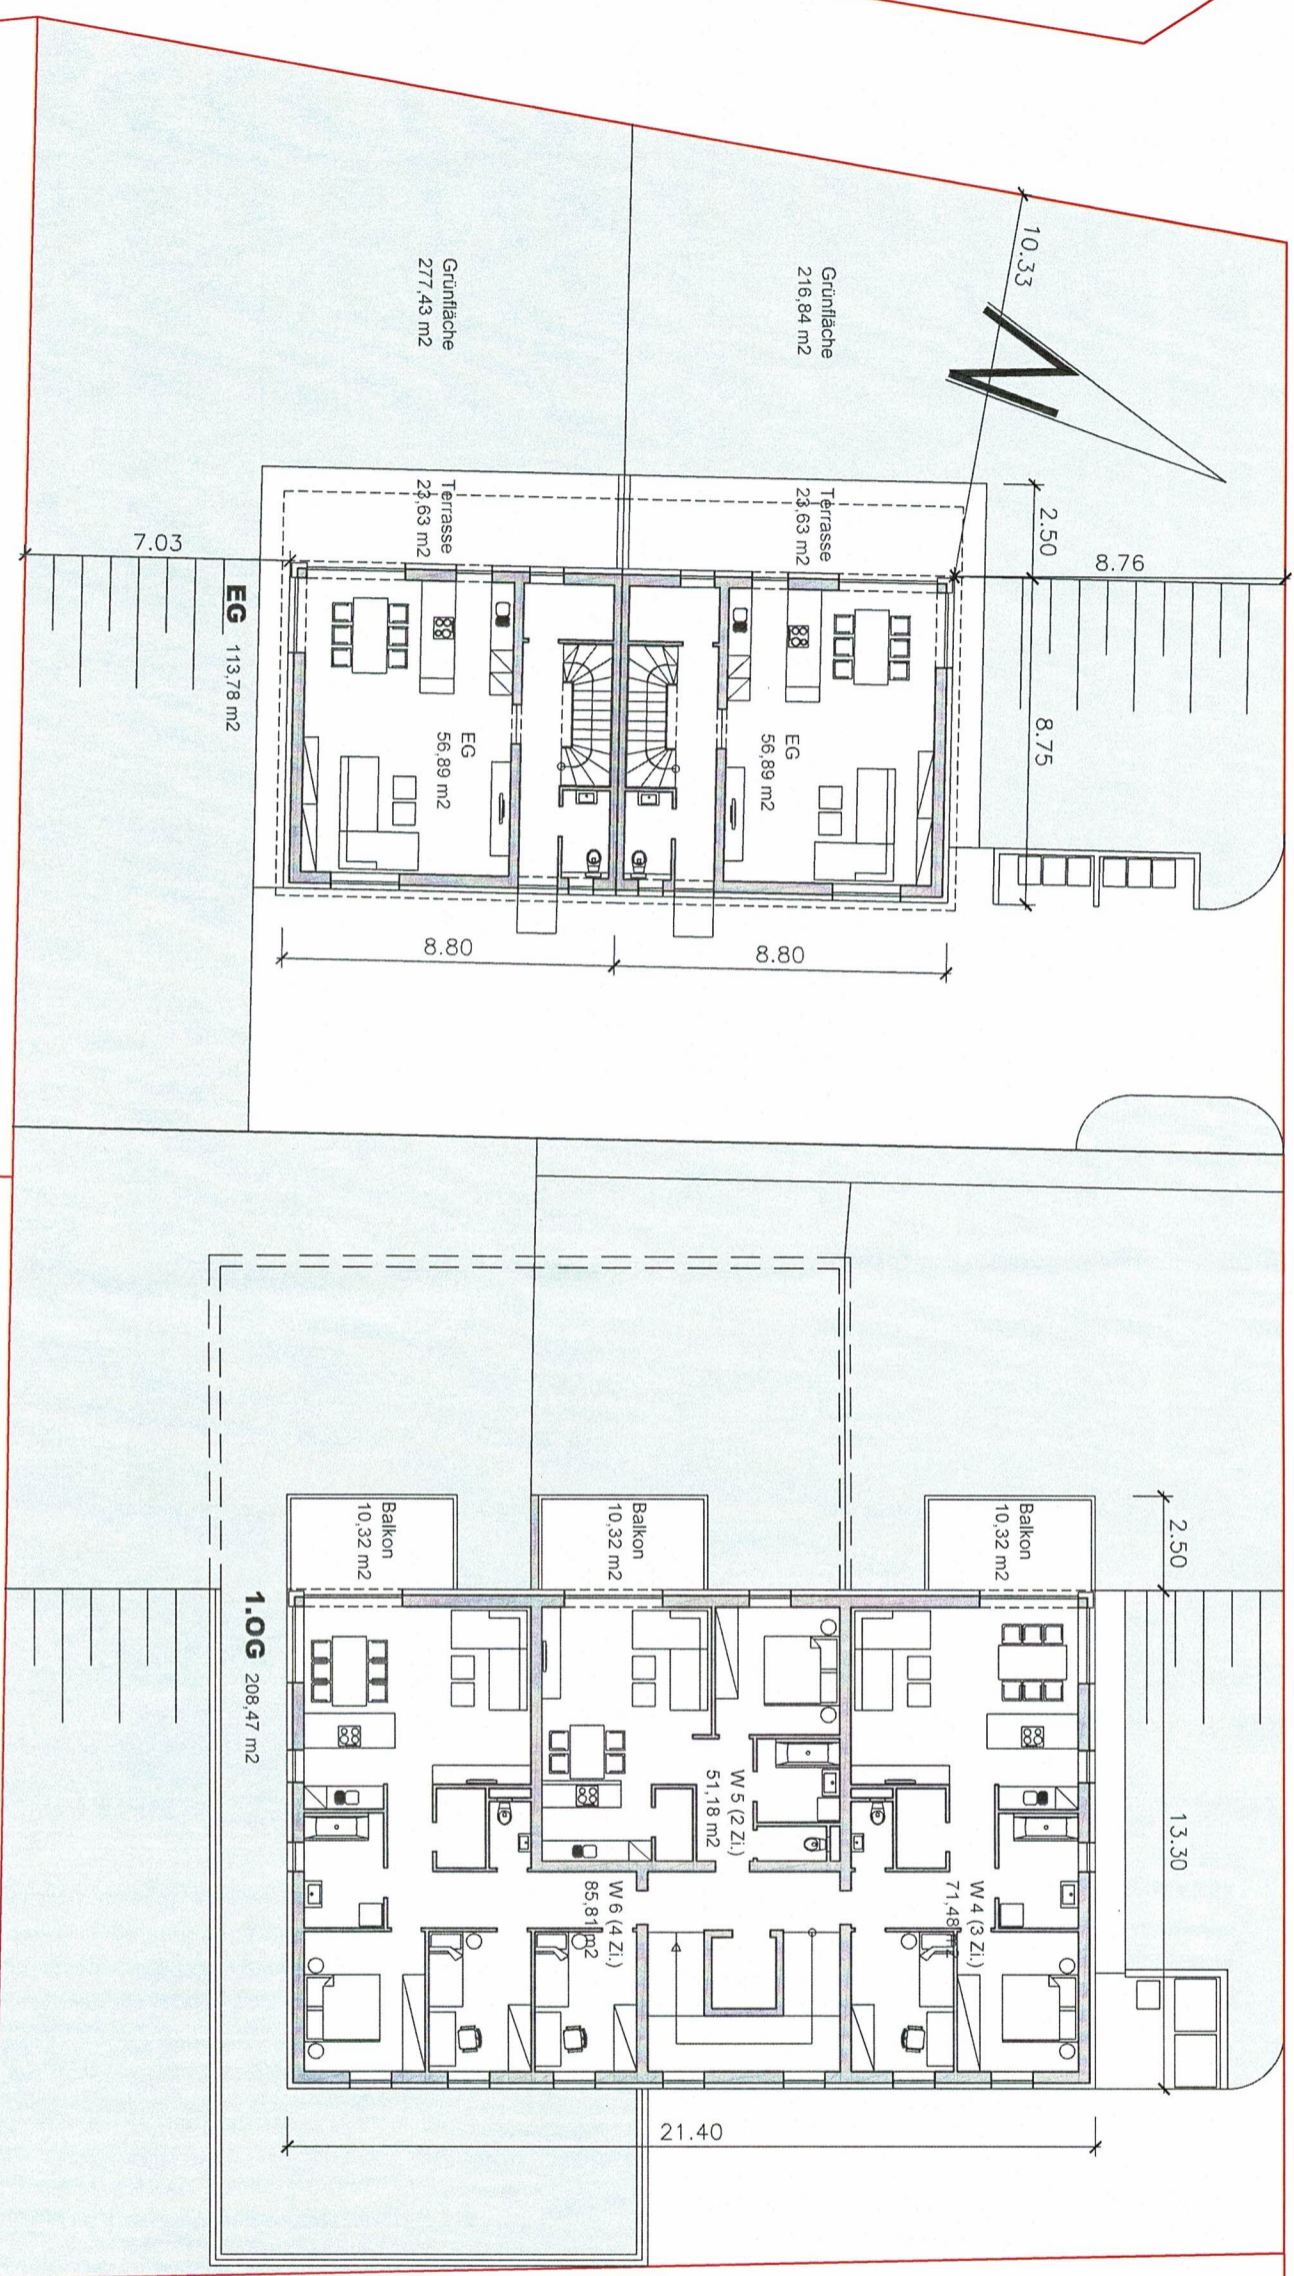 10.33
Grünfläche
216,84 m2
Grünfläche
277,43 m2
2.50
8.76
8.75
7.03
Terrasse
23,63 m2
Terrasse
23,63 m2
EG
56,89 m2
EG
56,89 m2
EG 113,78 m2
8.80
8.80
2.50
13.30
Balkon
10,32 m2
Balkon
10,32 m2
Balkon
10,32 m2
W 4 (3 Zi.)
71,48 m2
W 5 (2 Zi.)
51,18 m2
W 6 (4 Zi.)
85,81 m2
1.OG 208,47 m2
21.40